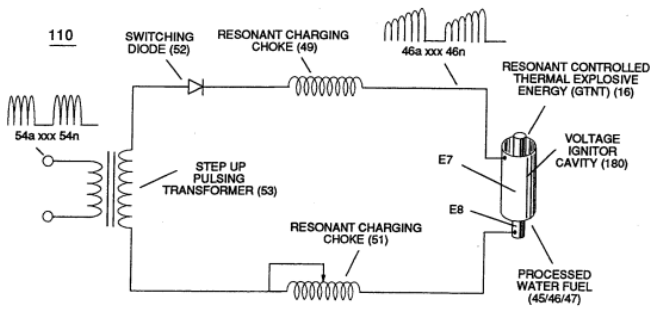 110
SWITCHING
DIODE (52)
RESONANT CHARGING
CHOKE (49)
46a xxx 46n
RESONANT CONTROLLED
THERMAL EXPLOSIVE
ENERGY (GTNT) (16)
54a xxx 54n
VOLTAGE
IGNITOR
CAVITY (180)
E7
STEP UP
PULSING
TRANSFORMER (53)
E8
RESONANT CHARGING
CHOKE (51)
PROCESSED
WATER FUEL
(45/46/47)